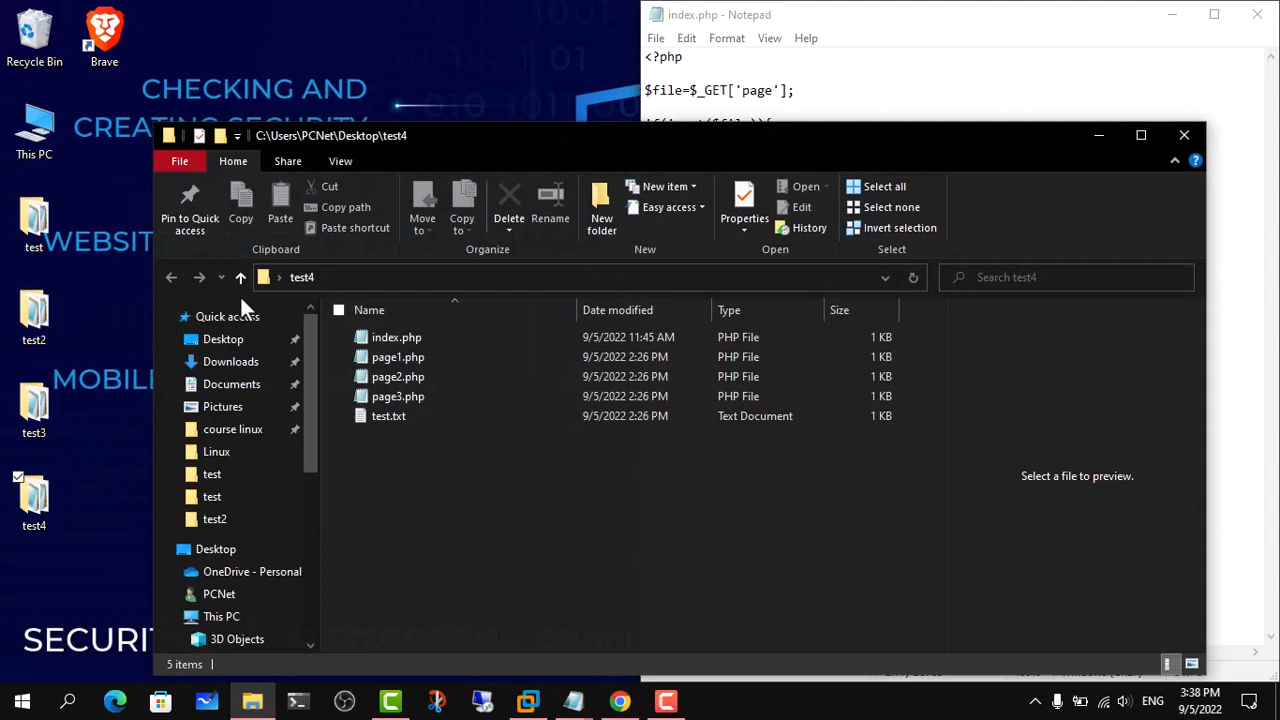 Recycle Bin
Brave
This PC
test
test2
test3
test4
CHECKING AND
CREATING SECURITY
WEBSITE
MOBILE
SECURIT
index.php - Notepad
File Edit Format View Help
<?php
$file=$_GET['page'];
C:\Users\PCNet\Desktop\test4
File Home Share View
Pin to Quick access
Copy
Paste
Cut
Copy path
Paste shortcut
Clipboard
Move to
Copy to
Delete
Rename
Organize
New folder
New item
Easy access
New
Properties
Open
Edit
History
Open
Select all
Select none
Invert selection
Select
test4
Search test4
Quick access
Desktop
Downloads
Documents
Pictures
course linux
Linux
test
test
test2
Desktop
OneDrive - Personal
PCNet
This PC
3D Objects
Name Date modified Type Size
index.php 9/5/2022 11:45 AM PHP File 1 KB
page1.php 9/5/2022 2:26 PM PHP File 1 KB
page2.php 9/5/2022 2:26 PM PHP File 1 KB
page3.php 9/5/2022 2:26 PM PHP File 1 KB
test.txt 9/5/2022 2:26 PM Text Document 1 KB
Select a file to preview.
5 items
ENG
3:38 PM
9/5/2022